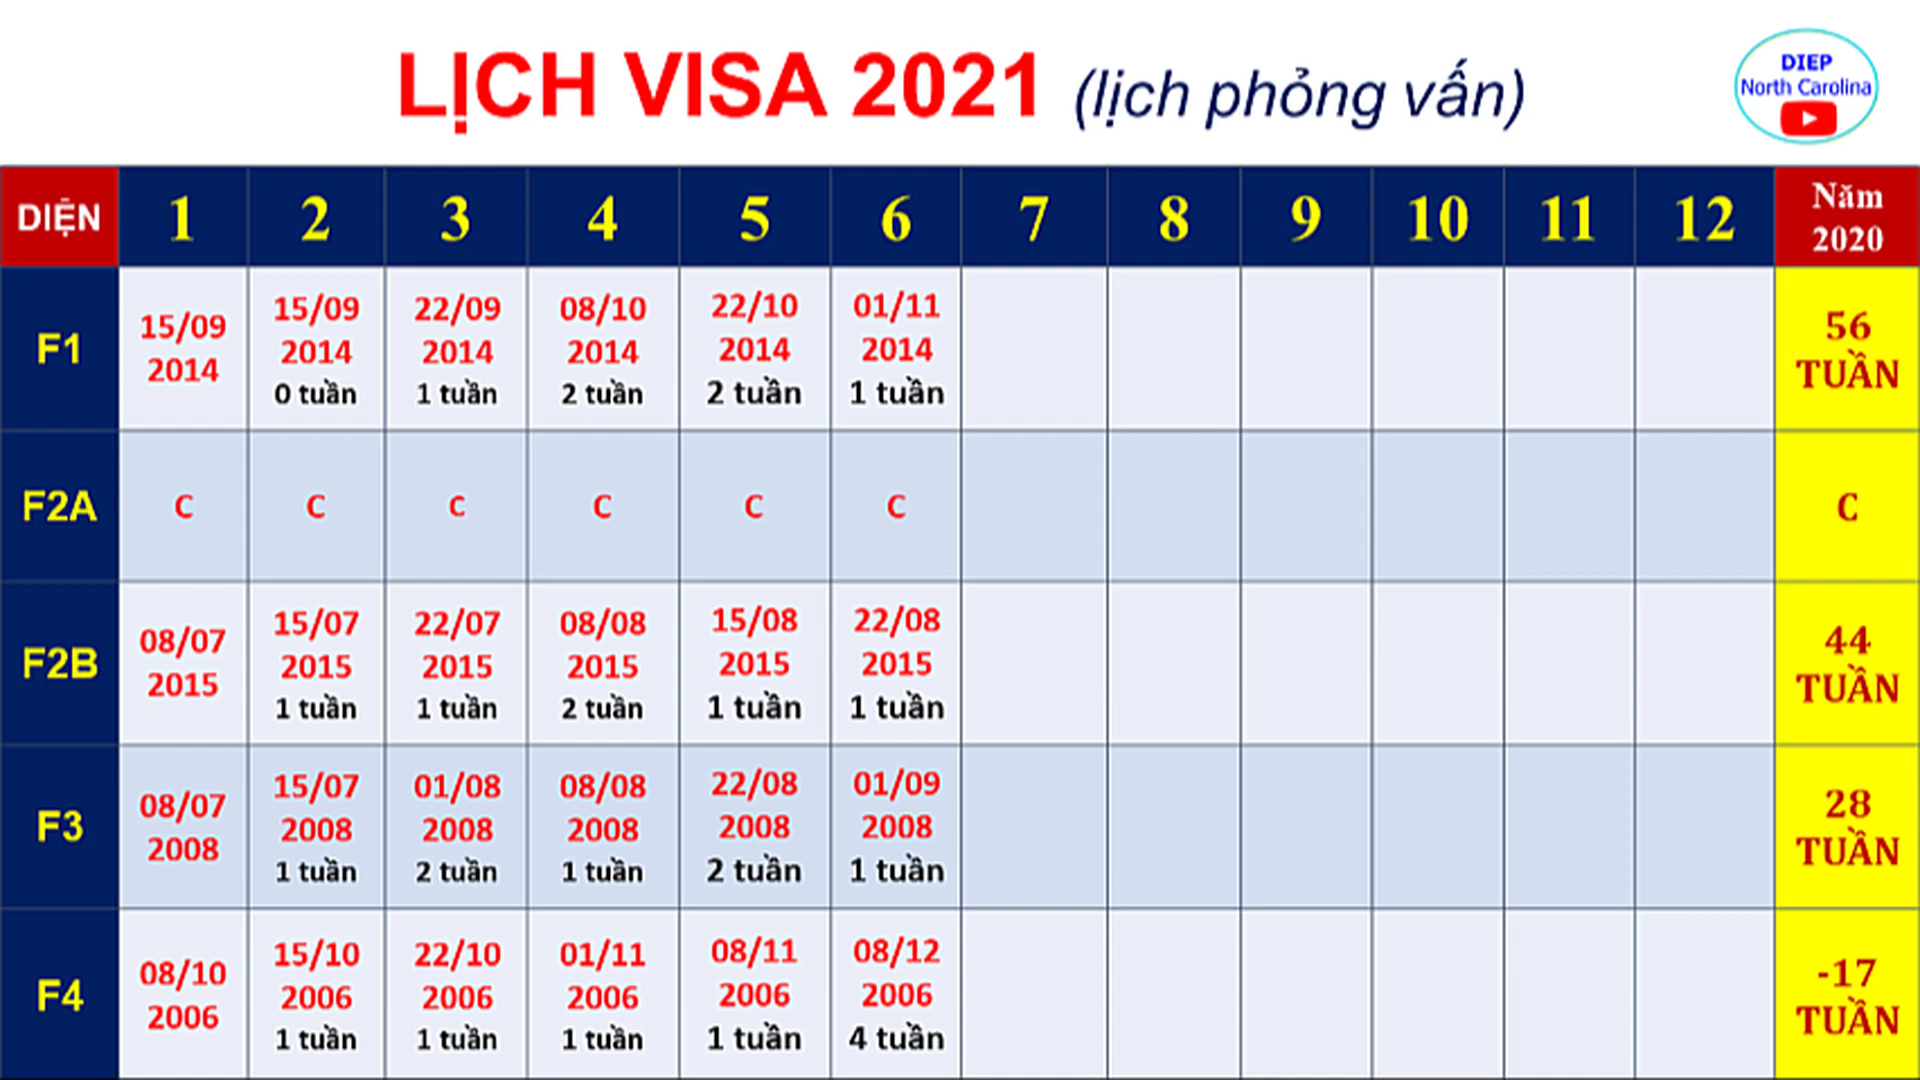 LỊCH VISA 2021 (lịch phỏng vấn)
DIEP
North Carolina
DIỆN 1 2 3 4 5 6 7 8 9 10 11 12 Năm 2020
F1
15/09
2014
15/09
2014
0 tuần
22/09
2014
1 tuần
08/10
2014
2 tuần
22/10
2014
2 tuần
01/11
2014
1 tuần
56
TUẦN
F2A C C c C C C C
F2B
08/07
2015
15/07
2015
1 tuần
22/07
2015
1 tuần
08/08
2015
2 tuần
15/08
2015
1 tuần
22/08
2015
1 tuần
44
TUẦN
F3
08/07
2008
15/07
2008
1 tuần
01/08
2008
2 tuần
08/08
2008
1 tuần
22/08
2008
2 tuần
01/09
2008
1 tuần
28
TUẦN
F4
08/10
2006
15/10
2006
1 tuần
22/10
2006
1 tuần
01/11
2006
1 tuần
08/11
2006
1 tuần
08/12
2006
4 tuần
-17
TUẦN